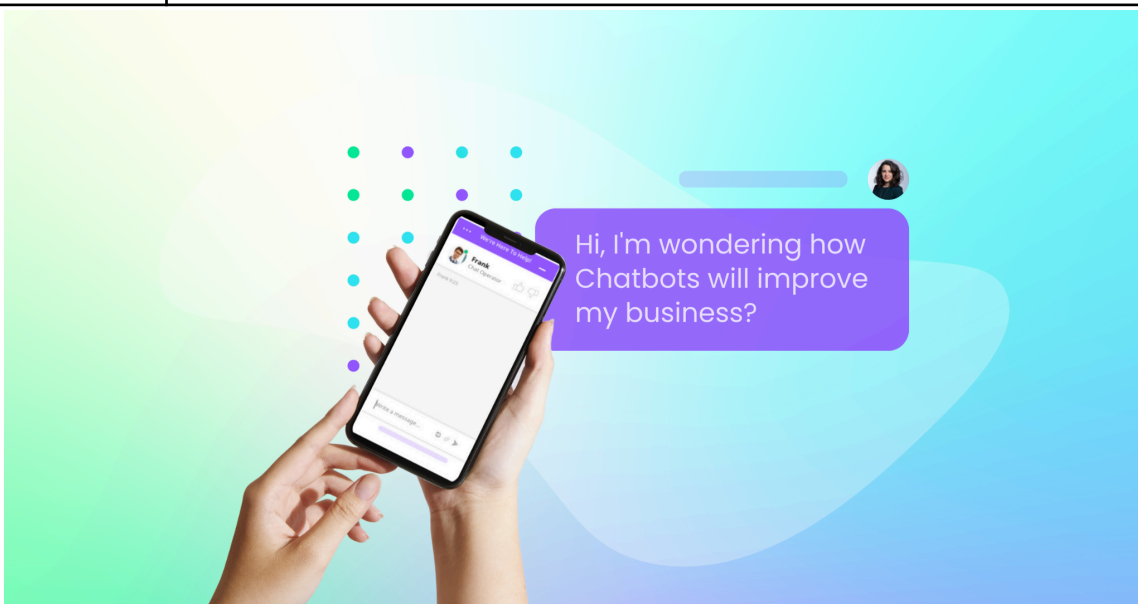 We're Here To Help!
Frank
Chat Operator
Write a message...
Hi, I'm wondering how
Chatbots will improve
my business?